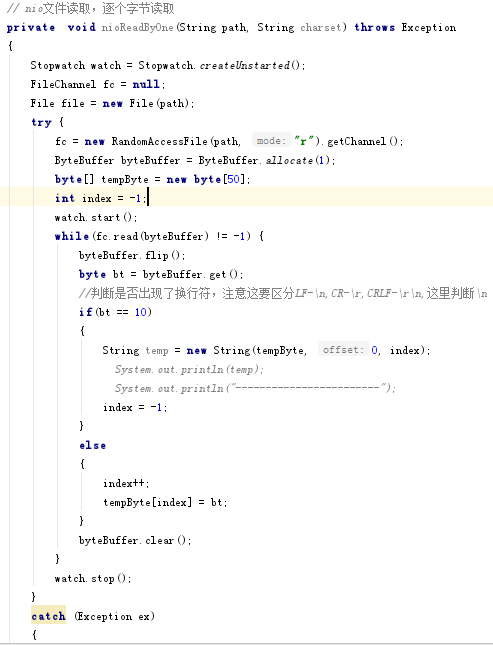 // nio文件读取，逐个字节读取
private void nioReadByOne(String path, String charset) throws Exception
{
Stopwatch watch = Stopwatch.createUnstarted();
FileChannel fc = null;
File file = new File(path);
try {
fc = new RandomAccessFile(path, mode: "r").getChannel();
ByteBuffer byteBuffer = ByteBuffer.allocate(1);
byte[] tempByte = new byte[50];
int index = -1;
watch.start();
while(fc.read(byteBuffer) != -1) {
byteBuffer.flip();
byte bt = byteBuffer.get();
//判断是否出现了换行符，注意这要区分LF-\n,CR-\r,CRLF-\r\n,这里判断\n
if(bt == 10)
{
String temp = new String(tempByte, offset: 0, index);
System.out.println(temp);
System.out.println("-------------------------");
index = -1;
}
else
{
index++;
tempByte[index] = bt;
}
byteBuffer.clear();
}
watch.stop();
}
catch (Exception ex)
{